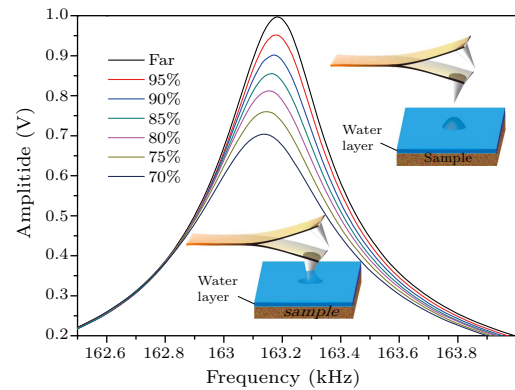 1.0
0.9
0.8
0.7
0.6
0.5
0.4
0.3
0.2
Amplitide (V)
Far
95%
90%
85%
80%
75%
70%
Water
layer
Sample
Water
layer
sample
162.6
162.8
163
163.2
163.4
163.6
163.8
Frequency (kHz)